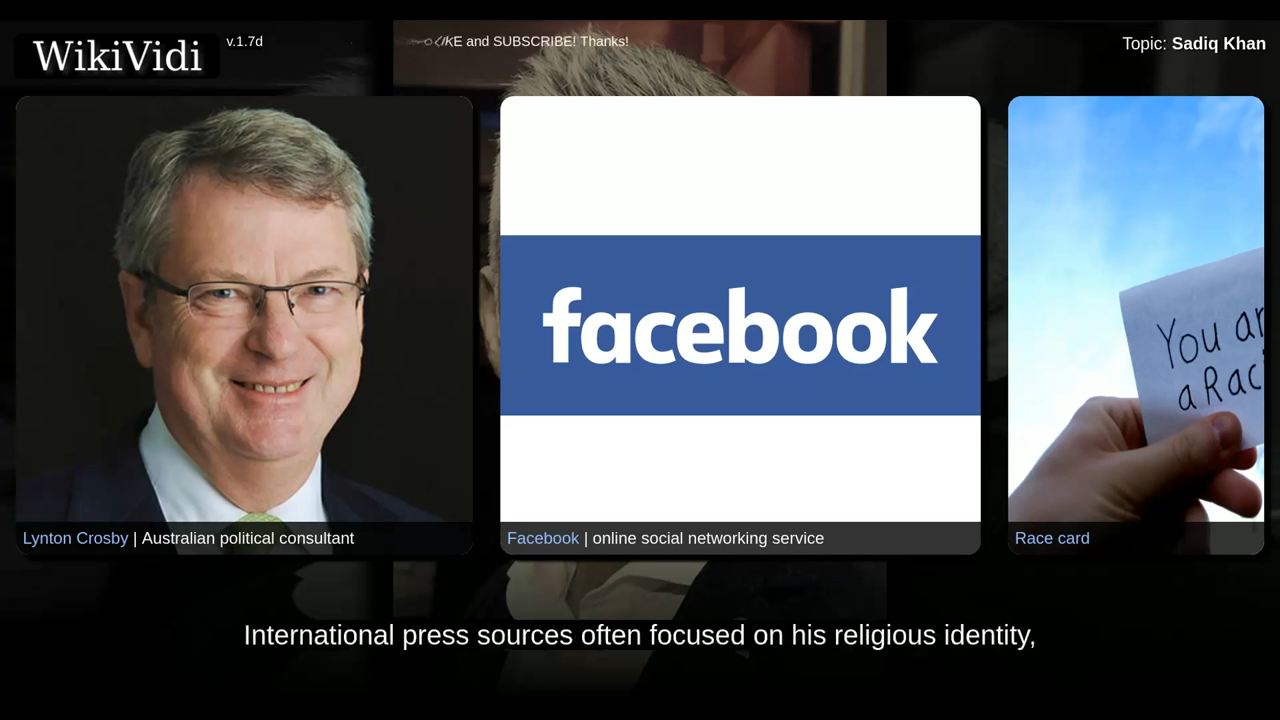 WikiVidi
v.1.7d
LIKE and SUBSCRIBE! Thanks!
Topic: Sadiq Khan
facebook
You ar
a Rac
Lynton Crosby | Australian political consultant
Facebook | online social networking service
Race card
International press sources often focused on his religious identity,